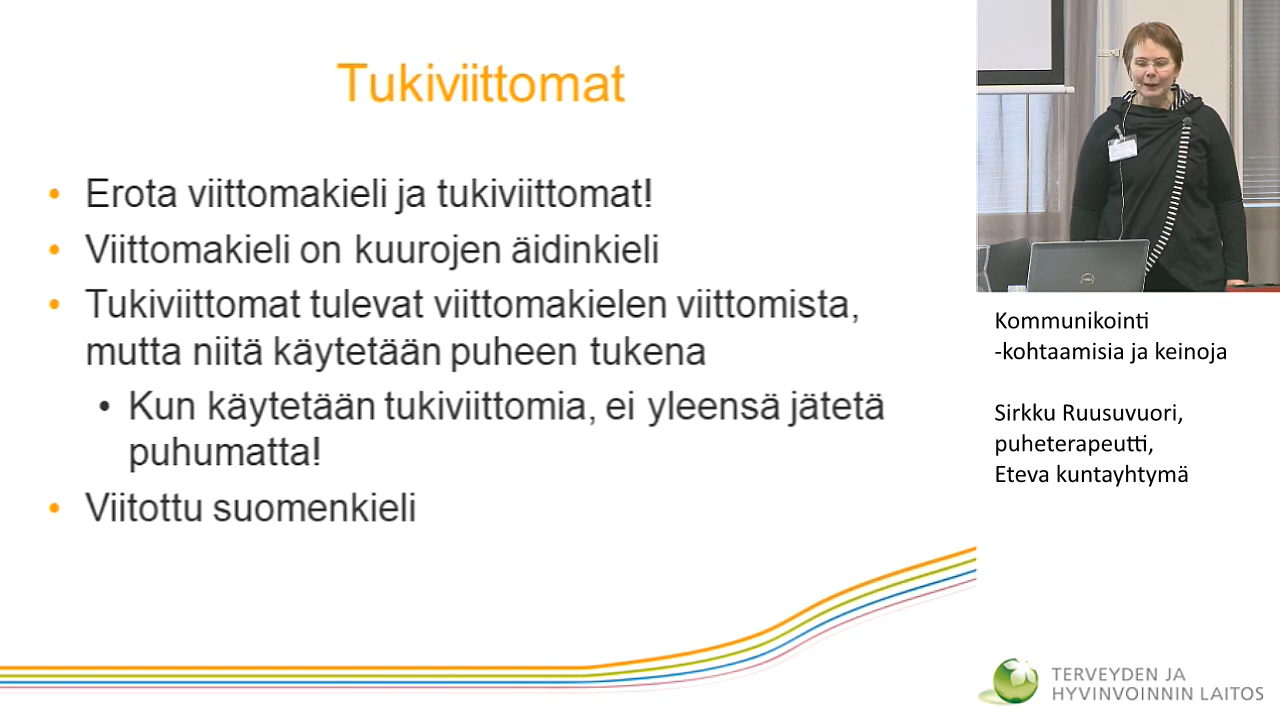 Tukiviittomat
• Erota viittomakieli ja tukiviittomat!
• Viittomakieli on kuurojen äidinkieli
• Tukiviittomat tulevat viittomakielen viittomista,
mutta niitä käytetään puheen tukena
• Kun käytetään tukiviittomia, ei yleensä jätetä
puhumatta!
• Viitottu suomenkieli
Kommunikointi
-kohtaamisia ja keinoja
Sirkku Ruusuvuori,
puheterapeutti,
Eteva kuntayhtymä
TERVEYDEN JA
HYVINVOINNIN LAITOS